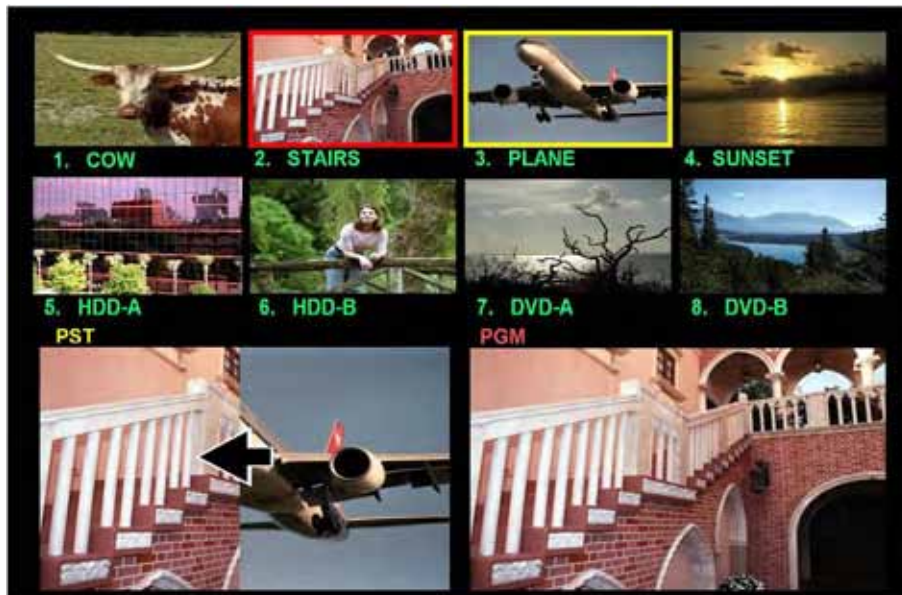 1. COW
2. STAIRS
3. PLANE
4. SUNSET
5. HDD-A
6. HDD-B
7. DVD-A
8. DVD-B
PST
PGM